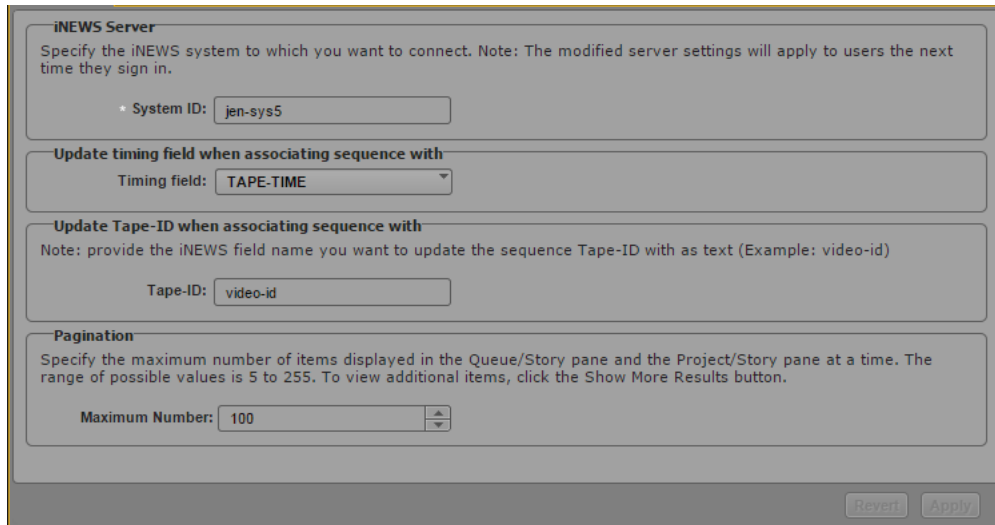 iNEWS Server
Specify the iNEWS system to which you want to connect. Note: The modified server settings will apply to users the next
time they sign in.
* System ID: jen-sys5
Update timing field when associating sequence with
Timing field: TAPE-TIME
Update Tape-ID when associating sequence with
Note: provide the iNEWS field name you want to update the sequence Tape-ID with as text (Example: video-id)
Tape-ID: video-id
Pagination
Specify the maximum number of items displayed in the Queue/Story pane and the Project/Story pane at a time. The
range of possible values is 5 to 255. To view additional items, click the Show More Results button.
Maximum Number: 100
Revert Apply